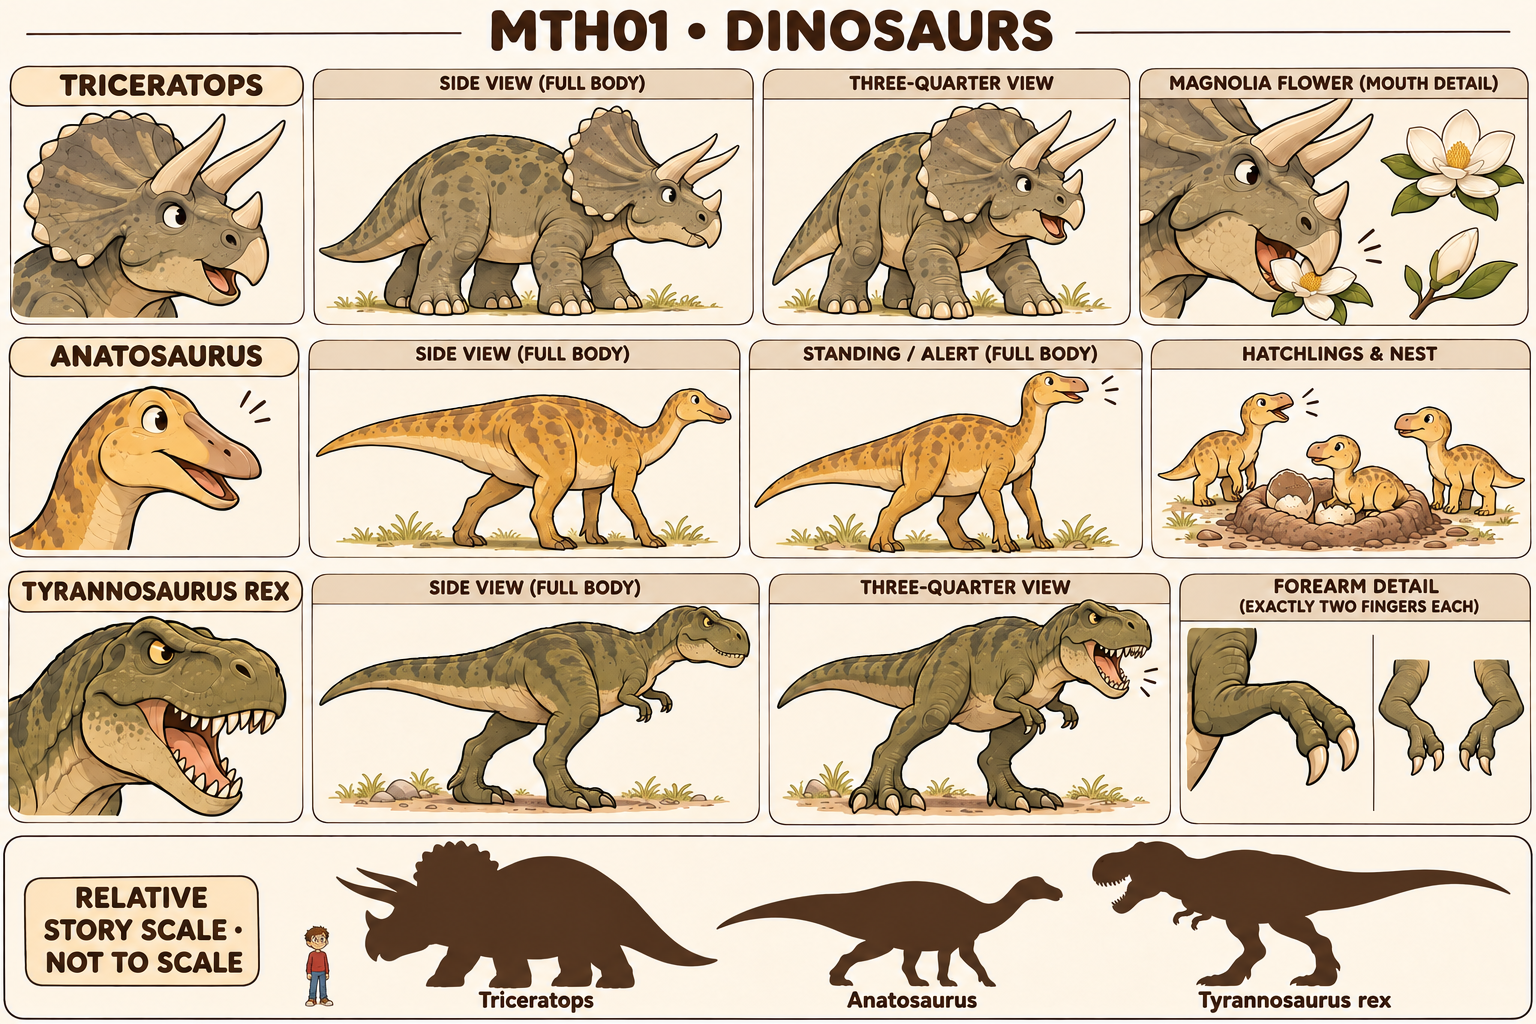 MTH01 • DINOSAURS
TRICERATOPS
SIDE VIEW (FULL BODY)
THREE-QUARTER VIEW
MAGNOLIA FLOWER (MOUTH DETAIL)
ANATOSAURUS
SIDE VIEW (FULL BODY)
STANDING / ALERT (FULL BODY)
HATCHLINGS & NEST
TYRANNOSAURUS REX
SIDE VIEW (FULL BODY)
THREE-QUARTER VIEW
FOREARM DETAIL
(EXACTLY TWO FINGERS EACH)
RELATIVE
STORY SCALE •
NOT TO SCALE
Triceratops
Anatosaurus
Tyrannosaurus rex